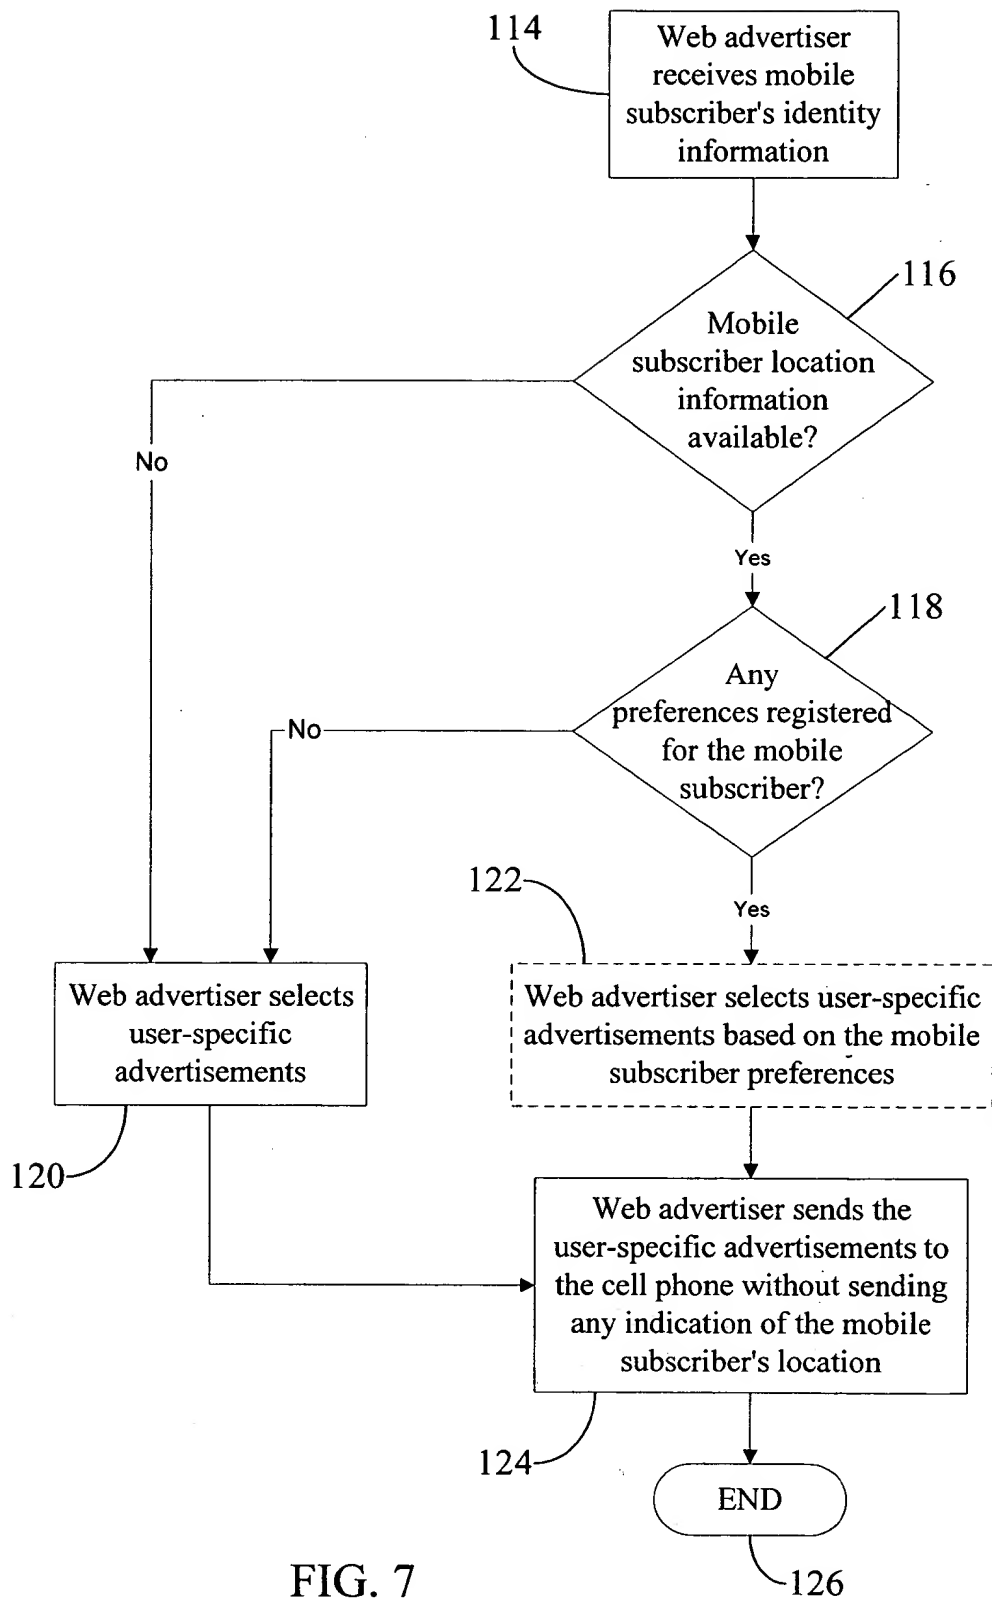 114
Web advertiser
receives mobile
subscriber's identity
information
116
Mobile
subscriber location
information
available?
No
Yes
118
Any
preferences registered
for the mobile
subscriber?
No
Yes
122
Web advertiser selects
user-specific
advertisements
Web advertiser selects user-specific
advertisements based on the mobile
subscriber preferences
120
Web advertiser sends the
user-specific advertisements to
the cell phone without sending
any indication of the mobile
subscriber's location
124
END
126
FIG. 7